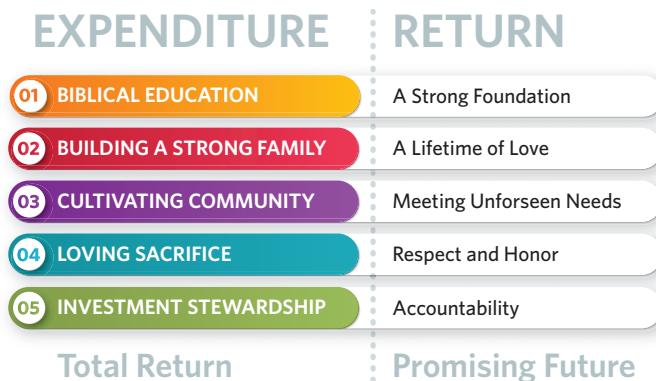 EXPENDITURE RETURN
01 BIBLICAL EDUCATION A Strong Foundation
02 BUILDING A STRONG FAMILY A Lifetime of Love
03 CULTIVATING COMMUNITY Meeting Unforseen Needs
04 LOVING SACRIFICE Respect and Honor
05 INVESTMENT STEWARDSHIP Accountability
Total Return Promising Future